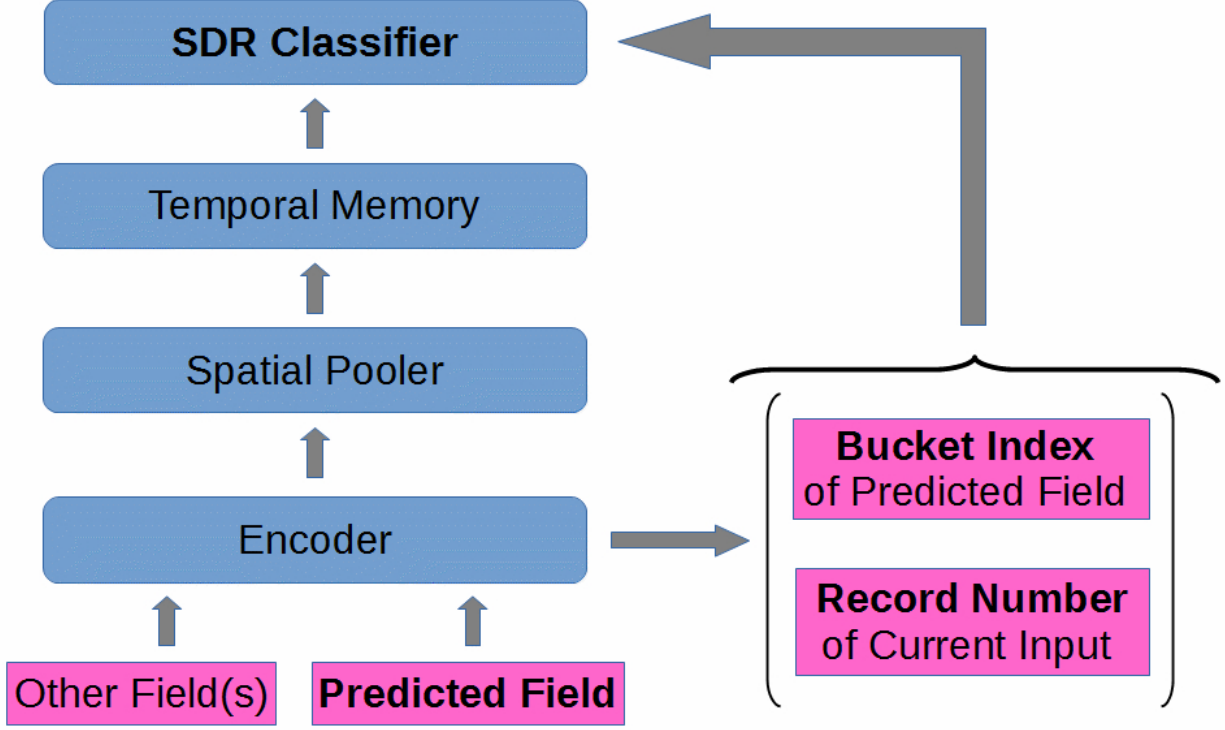 SDR Classifier
Temporal Memory
Spatial Pooler
Encoder
Other Field(s)
Predicted Field
Bucket Index
of Predicted Field
Record Number
of Current Input